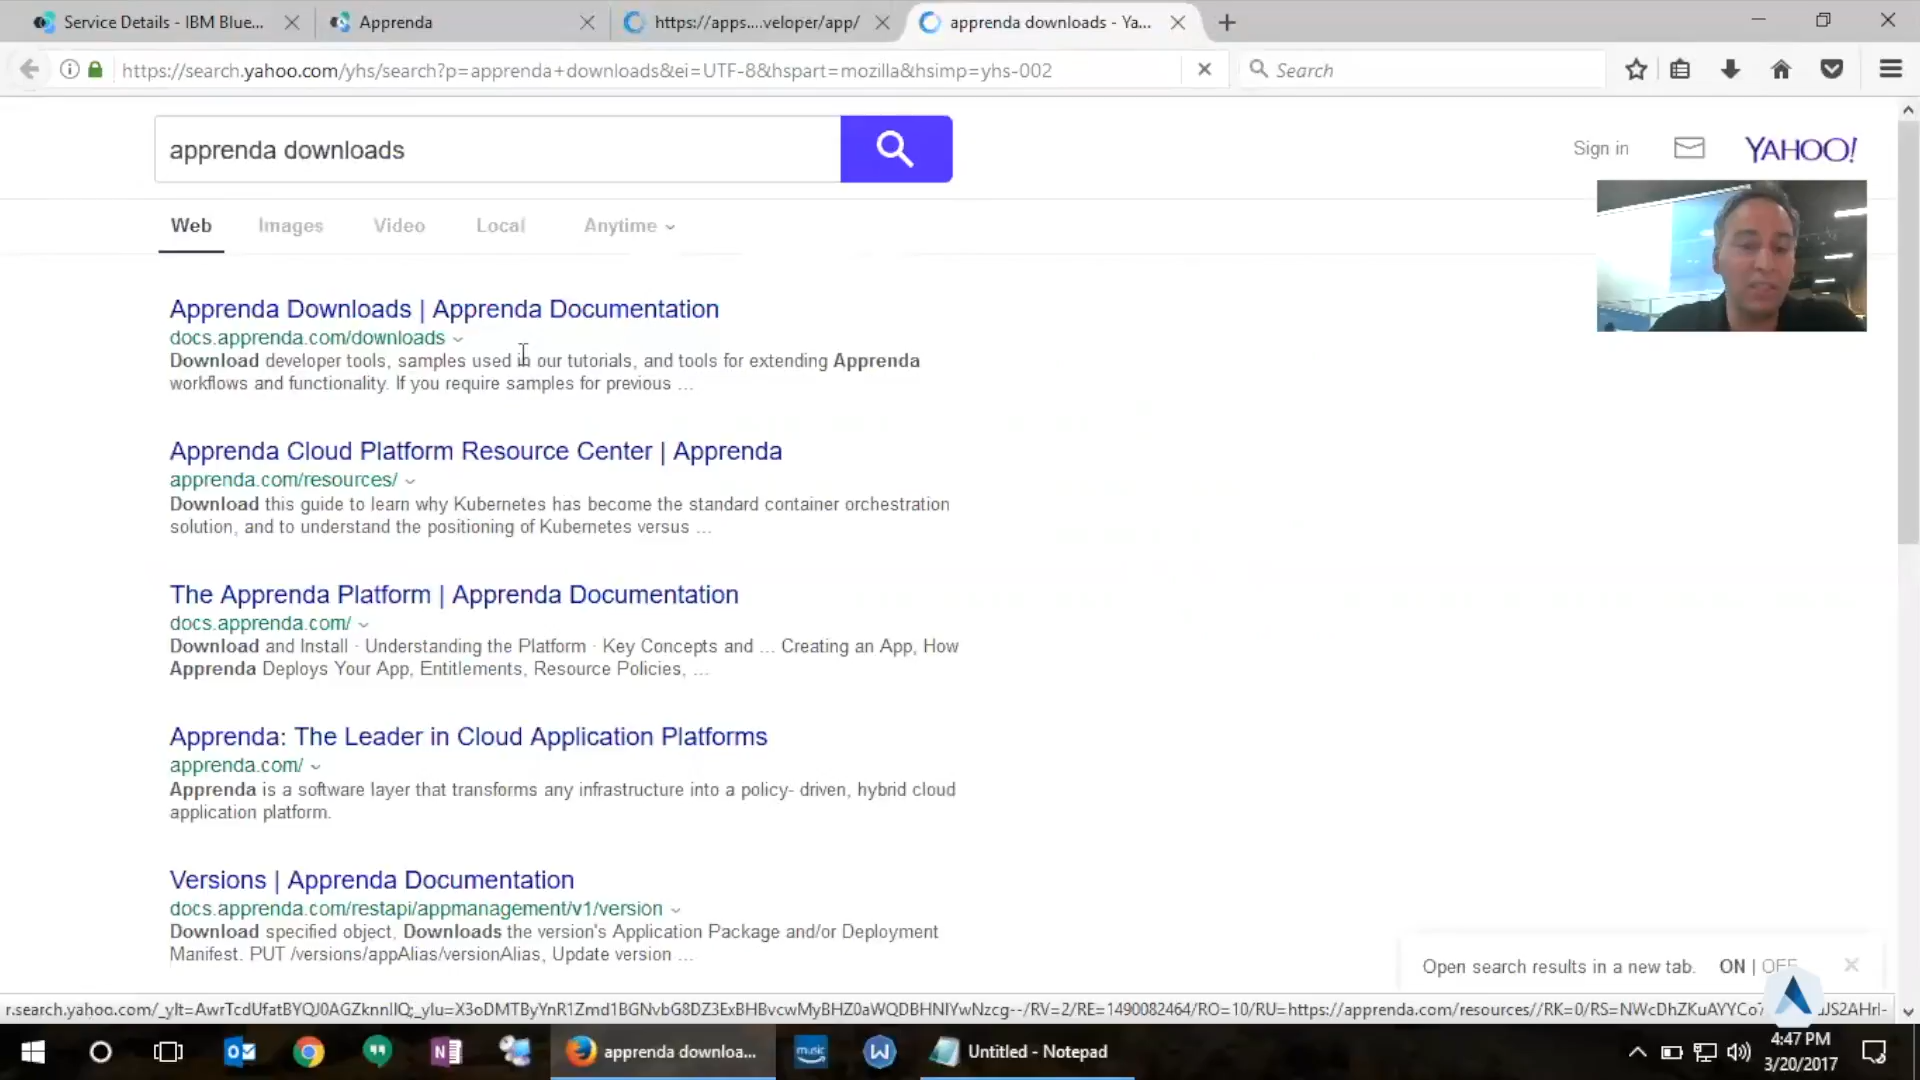 Service Details - IBM Blue...
Apprenda
https://apps....veloper/app/
apprenda downloads - Ya...
https://search.yahoo.com/yhs/search?p=apprenda+downloads&ei=UTF-8&hspart=mozilla&hsimp=yhs-002
Search
apprenda downloads
Sign in
YAHOO!
Web
Images
Video
Local
Anytime
Apprenda Downloads | Apprenda Documentation
docs.apprenda.com/downloads
Download developer tools, samples used in our tutorials, and tools for extending Apprenda
workflows and functionality. If you require samples for previous ...
Apprenda Cloud Platform Resource Center | Apprenda
apprenda.com/resources/
Download this guide to learn why Kubernetes has become the standard container orchestration
solution, and to understand the positioning of Kubernetes versus ...
The Apprenda Platform | Apprenda Documentation
docs.apprenda.com/
Download and Install · Understanding the Platform · Key Concepts and ... Creating an App, How
Apprenda Deploys Your App, Entitlements, Resource Policies, ...
Apprenda: The Leader in Cloud Application Platforms
apprenda.com/
Apprenda is a software layer that transforms any infrastructure into a policy- driven, hybrid cloud
application platform.
Versions | Apprenda Documentation
docs.apprenda.com/restapi/appmanagement/v1/version
Download specified object, Downloads the version's Application Package and/or Deployment
Manifest. PUT /versions/appAlias/versionAlias, Update version ...
Open search results in a new tab. ON | OFF
apprenda downloa...
music
Untitled - Notepad
4:47 PM
3/20/2017